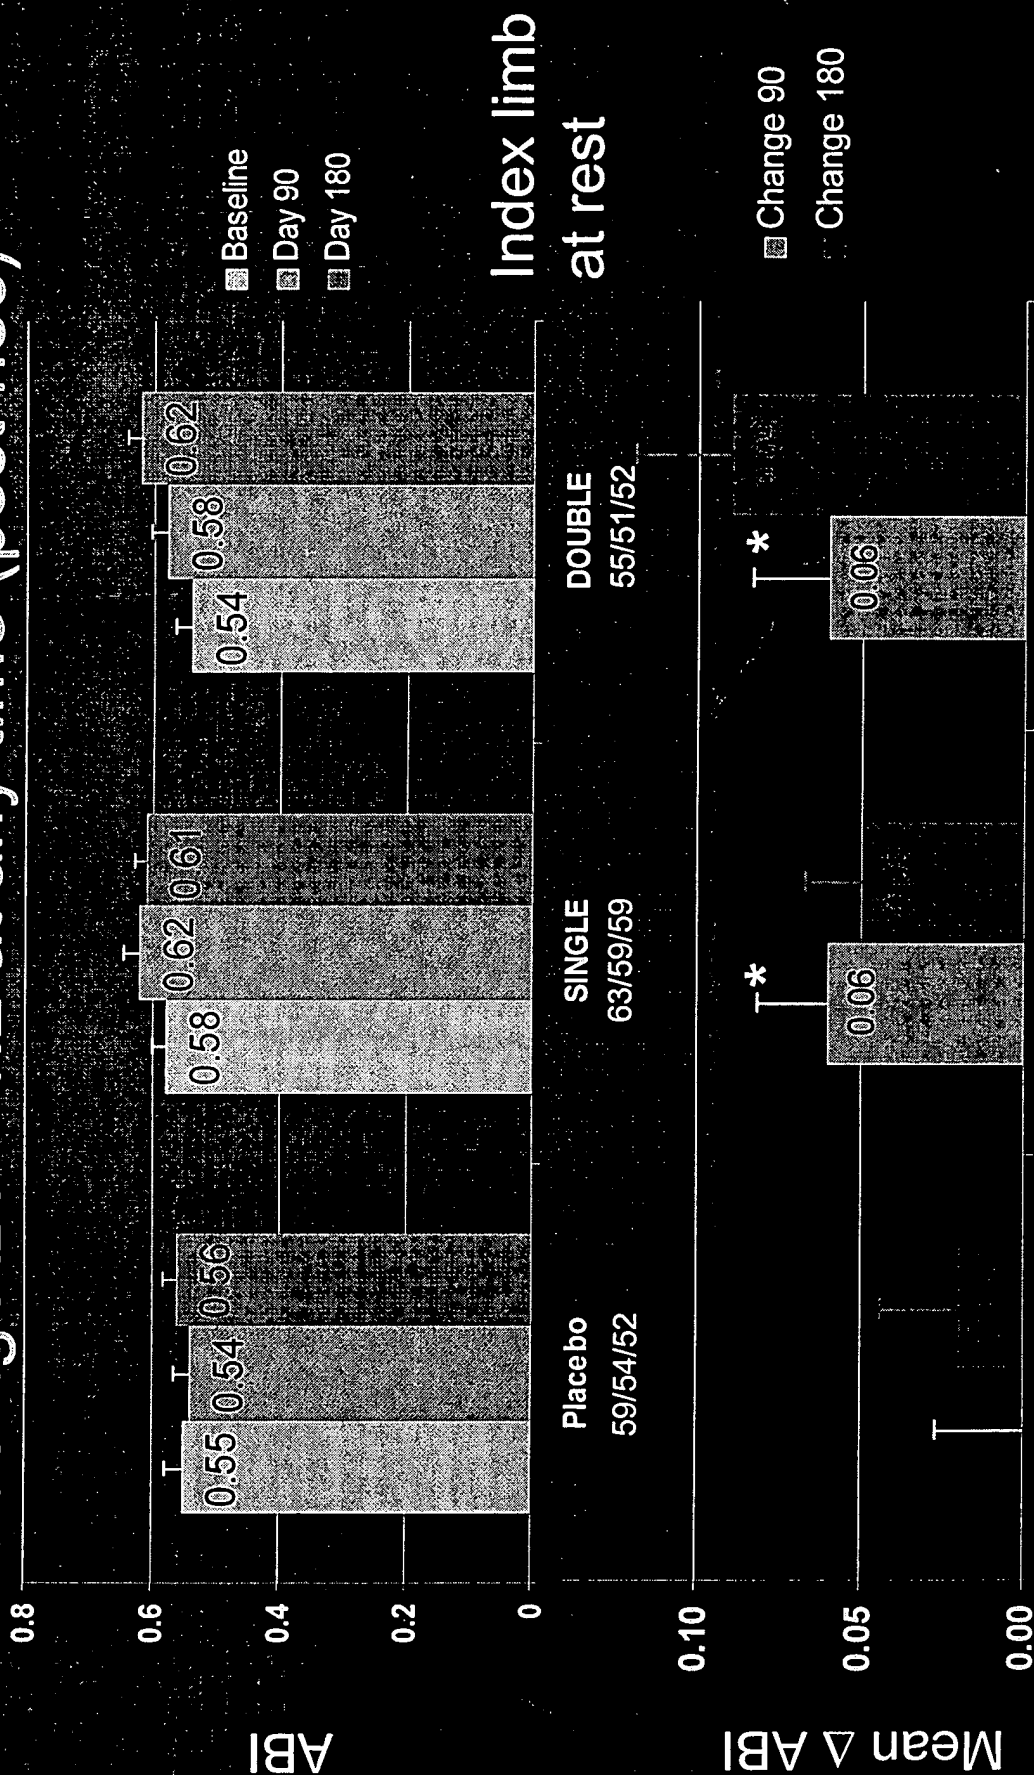 0.8
0.6
0.4
0.2
0
ABI
0.55
0.54
0.56
0.58
0.62
0.61
0.54
0.58
0.62
Baseline
Day 90
Day 180
Placebo
59/54/52
SINGLE
63/59/59
DOUBLE
55/51/52
Index limb
at rest
0.10
0.05
0.00
Mean Δ ABI
*
0.06
*
0.06
Change 90
Change 180